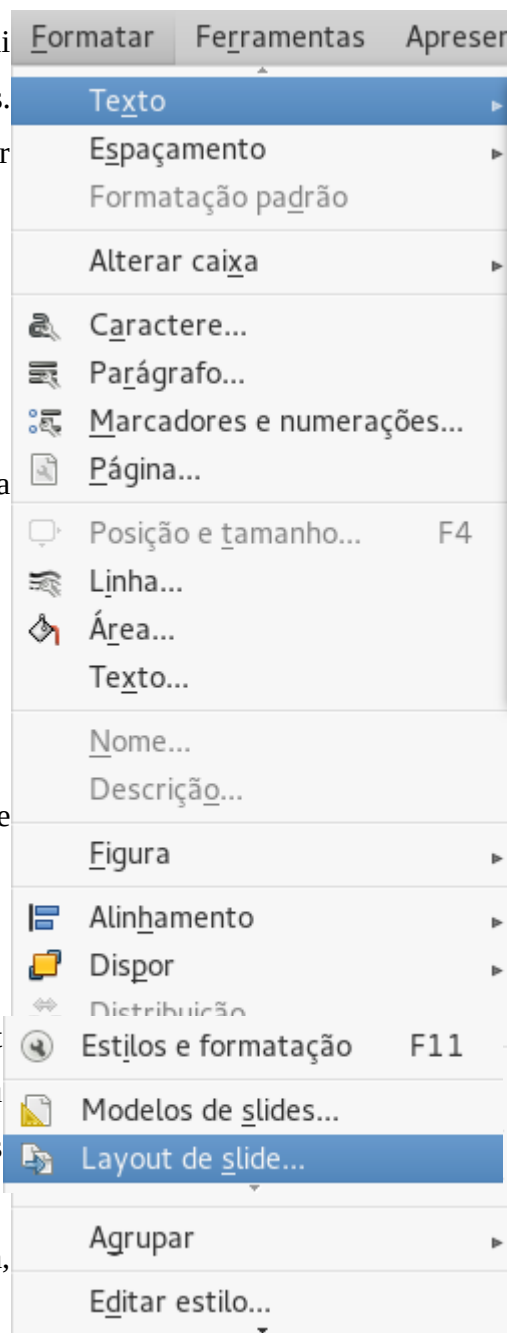 Formatar Ferramentas
Texto
Espaçamento
Formatação padrão
Alterar caixa
Caractere...
Parágrafo...
Marcadores e numerações...
Página...
Posição e tamanho... F4
Linha...
Área...
Texto...
Nome...
Descrição...
Figura
Alinhamento
Dispor
Distribuição
Estilos e formatação F11
Modelos de slides...
Layout de slide...
Agrupar
Editar estilo...